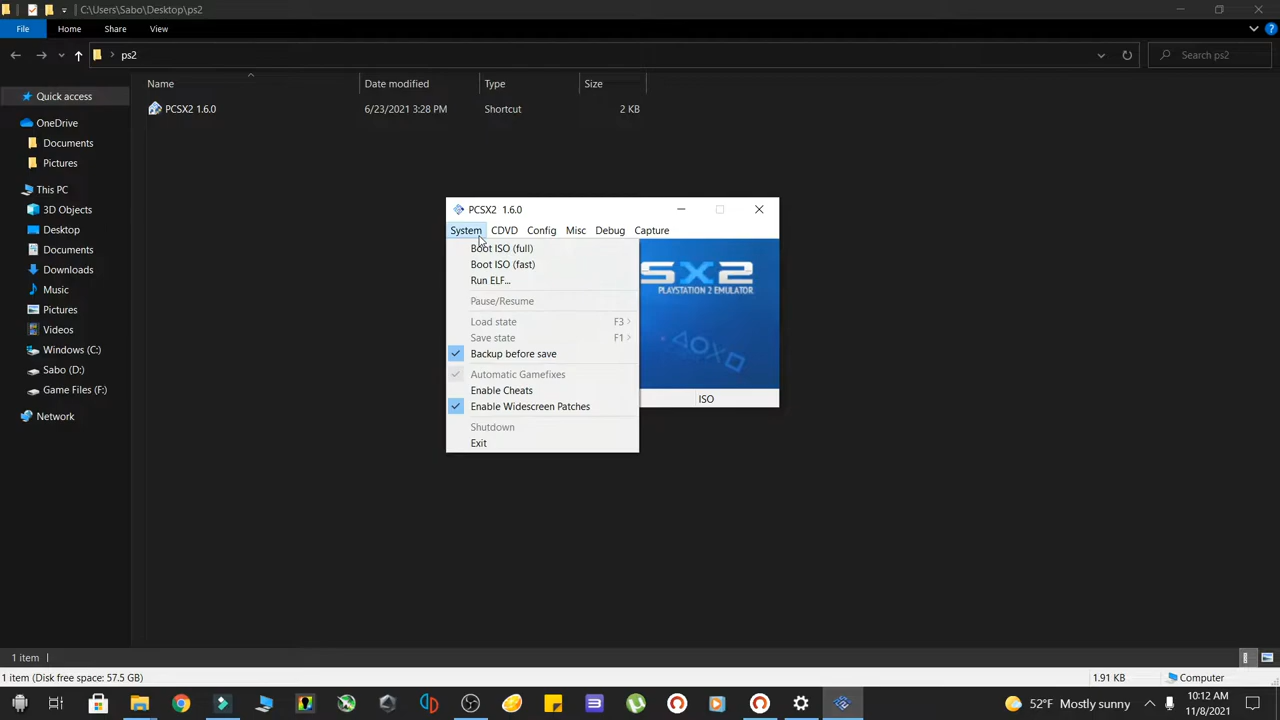 C:\Users\Sabo\Desktop\ps2
File Home Share View
ps2
Search ps2
Name Date modified Type Size
Quick access
PCSX2 1.6.0 6/23/2021 3:28 PM Shortcut 2 KB
OneDrive
Documents
Pictures
This PC
3D Objects
Desktop
Documents
Downloads
Music
Pictures
Videos
Windows (C:)
Sabo (D:)
Game Files (F:)
Network
PCSX2 1.6.0
System CDVD Config Misc Debug Capture
Boot ISO (full)
Boot ISO (fast)
Run ELF...
Pause/Resume
Load state F3
Save state F1
Backup before save
Automatic Gamefixes
Enable Cheats
Enable Widescreen Patches
Shutdown
Exit
SX2
PLAYSTATION 2 EMULATOR
ISO
1 item
1 item (Disk free space: 57.5 GB) 1.91 KB Computer
52°F Mostly sunny
10:12 AM
11/8/2021